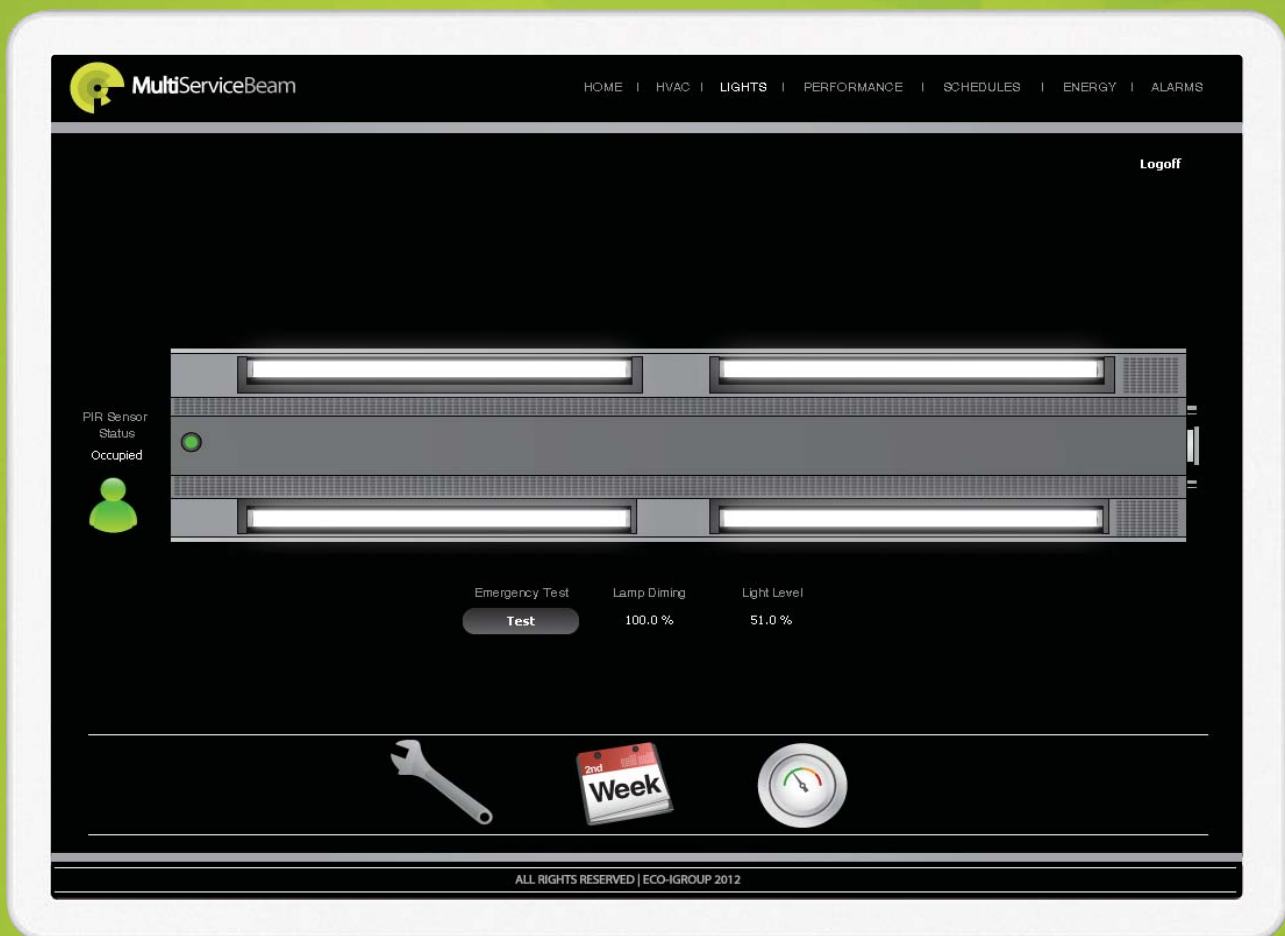 MultiServiceBeam
HOME | HVAC | LIGHTS | PERFORMANCE | SCHEDULES | ENERGY | ALARMS
Logoff
PIR Sensor
Status
Occupied
Emergency Test Lamp Diming Light Level
Test 100.0 % 51.0 %
2nd
Week
ALL RIGHTS RESERVED | ECO-IGROUP 2012